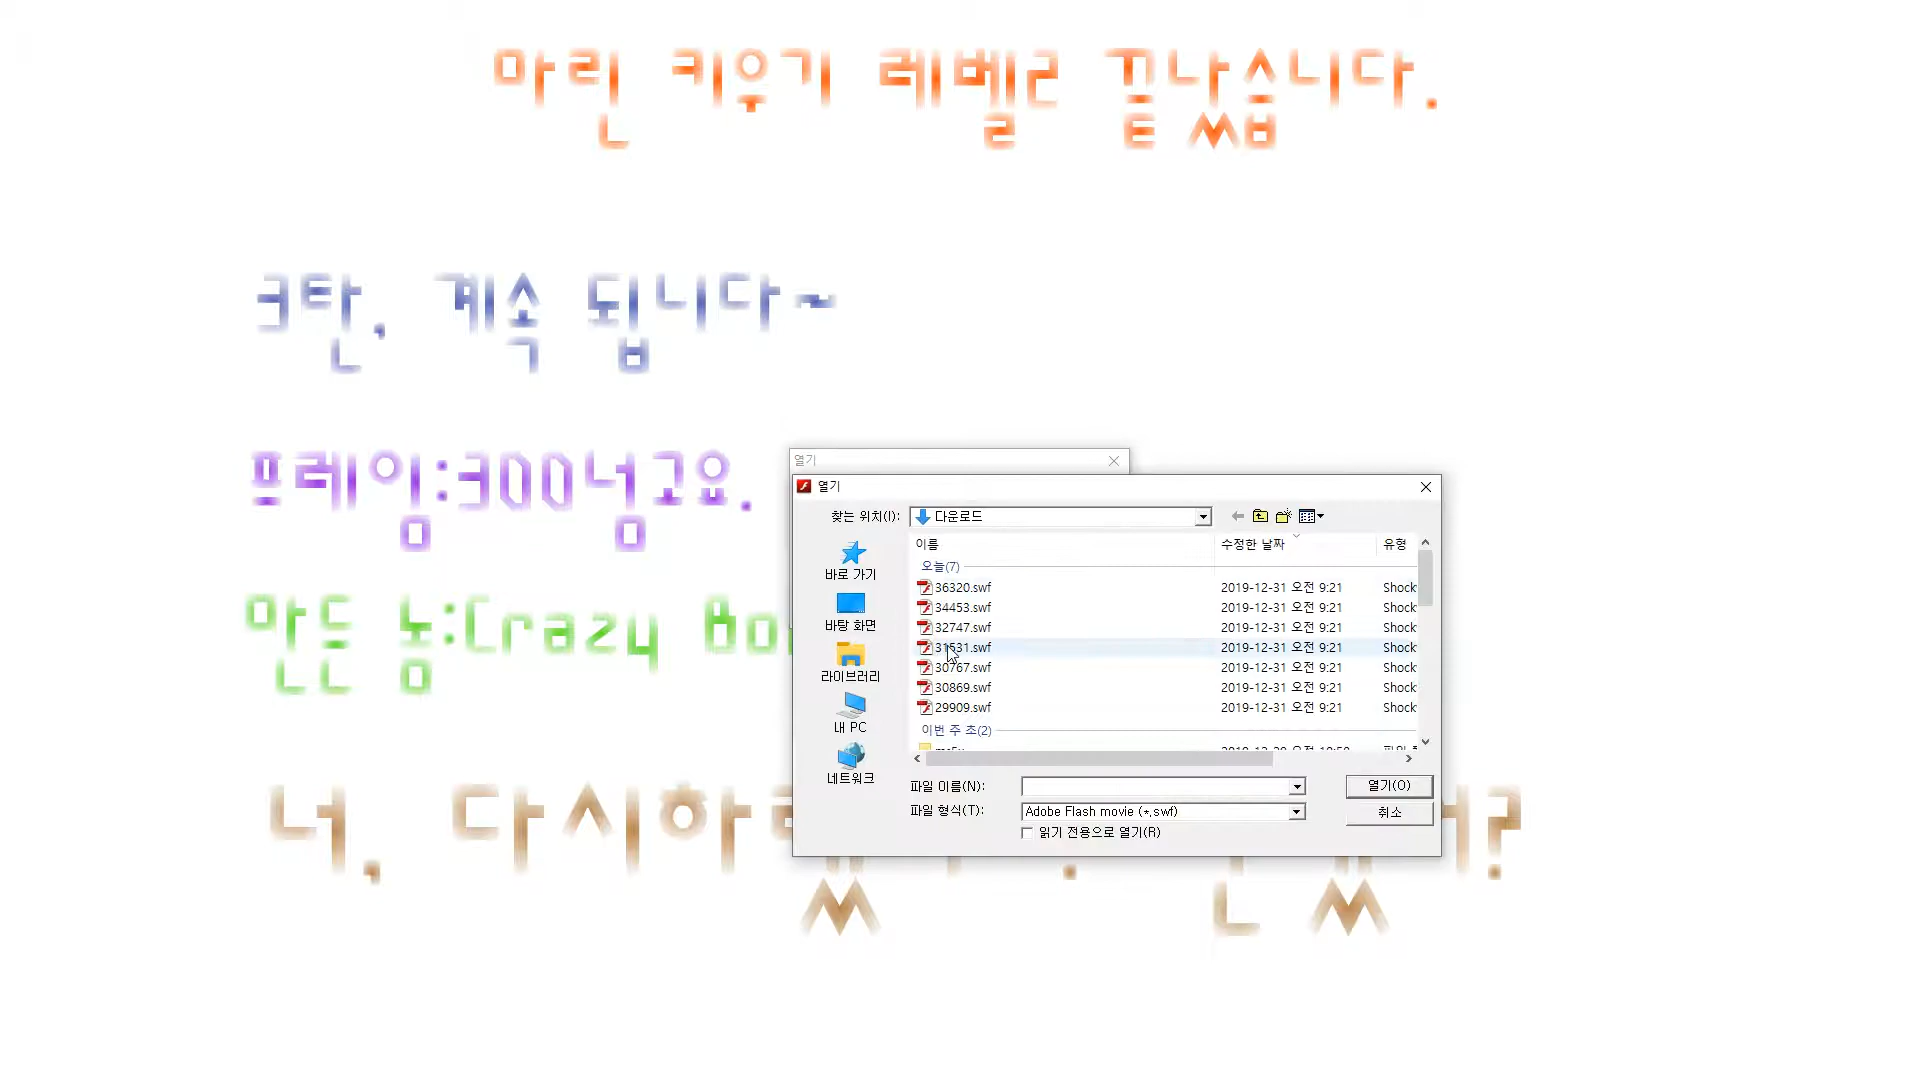 마린 키우기 레벨2 끝났습니다.
3탄, 계속 됩니다~
프레임:300넘고요.
만든 놈:Crazy
너, 다시하
열기
열기
찾는 위치(I):
다운로드
바로 가기
바탕 화면
라이브러리
내 PC
네트워크
이름 수정한 날짜 유형
오늘(7)
36320.swf 2019-12-31 오전 9:21 Shock
34453.swf 2019-12-31 오전 9:21 Shock
32747.swf 2019-12-31 오전 9:21 Shock
31531.swf 2019-12-31 오전 9:21 Shock
30767.swf 2019-12-31 오전 9:21 Shock
30869.swf 2019-12-31 오전 9:21 Shock
29909.swf 2019-12-31 오전 9:21 Shock
이번 주 초(2)
파일 이름(N):
열기(O)
파일 형식(T): Adobe Flash movie (*.swf)
취소
읽기 전용으로 열기(R)